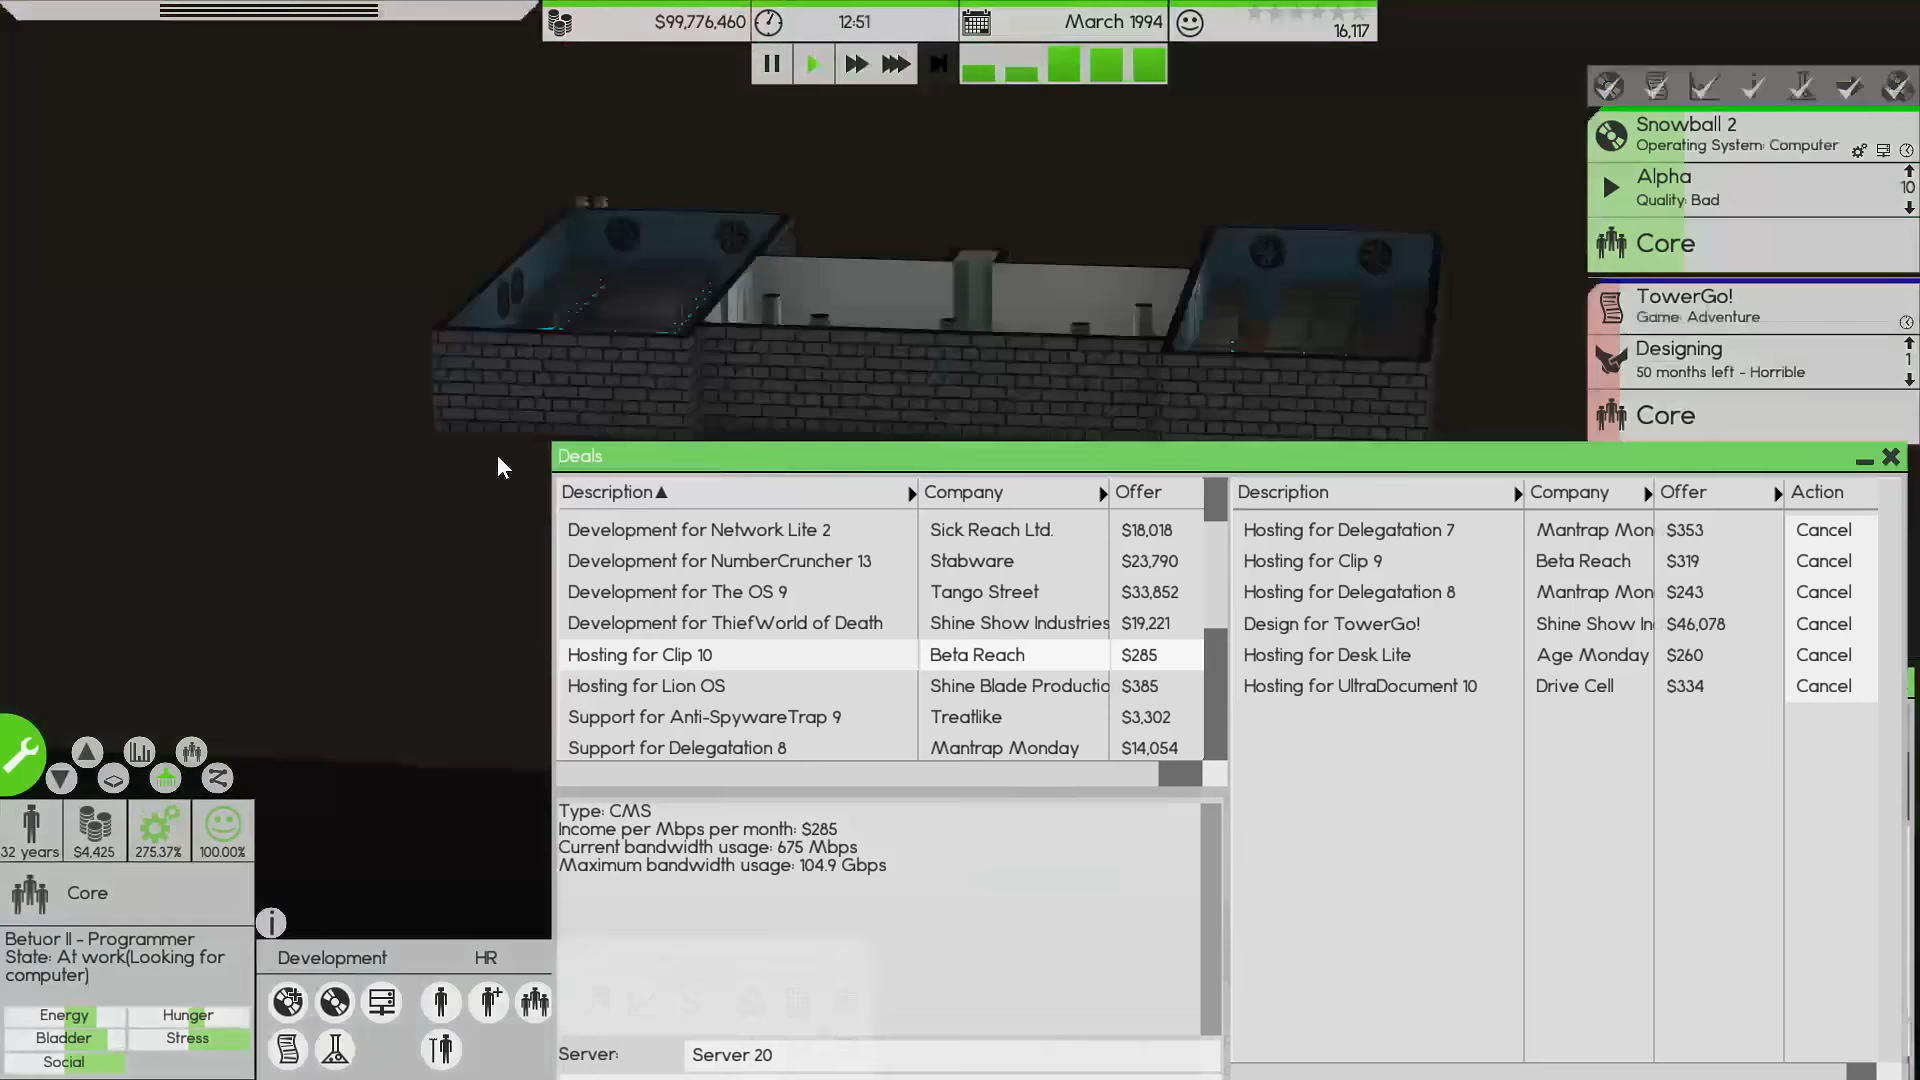 $99,776,460
12:51
March 1994
16,117
Snowball 2
Operating System: Computer
Alpha
Quality: Bad
10
Core
TowerGo!
Game: Adventure
Designing
50 months left - Horrible
1
Core
Deals
Description Company Offer
Development for Network Lite 2 Sick Reach Ltd. $18,018
Development for NumberCruncher 13 Stabware $23,790
Development for The OS 9 Tango Street $33,852
Development for ThiefWorld of Death Shine Show Industries $19,221
Hosting for Clip 10 Beta Reach $285
Hosting for Lion OS Shine Blade Productio $385
Support for Anti-SpywareTrap 9 Treatlike $3,302
Support for Delegatation 8 Mantrap Monday $14,054
Description Company Offer Action
Hosting for Delegatation 7 Mantrap Mon $353 Cancel
Hosting for Clip 9 Beta Reach $319 Cancel
Hosting for Delegatation 8 Mantrap Mon $243 Cancel
Design for TowerGo! Shine Show In $46,078 Cancel
Hosting for Desk Lite Age Monday $260 Cancel
Hosting for UltraDocument 10 Drive Cell $334 Cancel
Type: CMS
Income per Mbps per month: $285
Current bandwidth usage: 675 Mbps
Maximum bandwidth usage: 104.9 Gbps
Server: Server 20
32 years $4,425 275.37% 100.00%
Core
Betuor II - Programmer
State: At work(Looking for
computer)
Energy Hunger
Bladder Stress
Social
Development HR